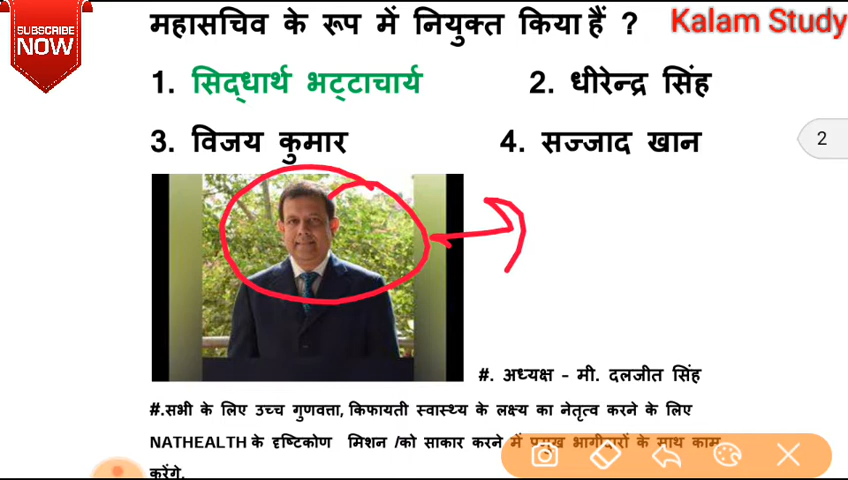 SUBSCRIBE
NOW
महासचिव के रूप में नियुक्त किया हैं ?
Kalam Study
1. सिद्धार्थ भट्टाचार्य
2. धीरेन्द्र सिंह
3. विजय कुमार
4. सज्जाद खान
2
#. अध्यक्ष - मी. दलजीत सिंह
#.सभी के लिए उच्च गुणवत्ता, किफायती स्वास्थ्य के लक्ष्य का नेतृत्व करने के लिए
NATHEALTH के दृष्टिकोण मिशन /को साकार करने में प्रमुख भागीदारों के साथ काम
करेंगे.